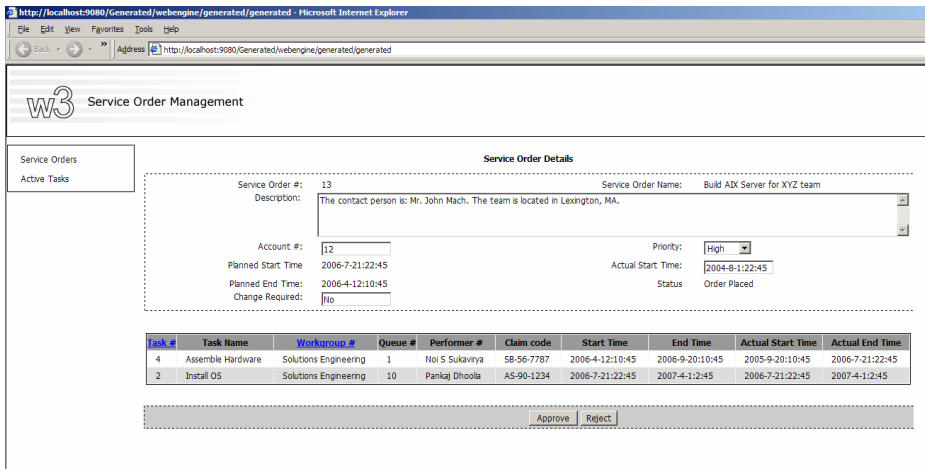 http://localhost:9080/Generated/webengine/generated/generated - Microsoft Internet Explorer
File Edit View Favorites Tools Help
Back » Address http://localhost:9080/Generated/webengine/generated/generated
w3 Service Order Management
Service Orders
Active Tasks
Service Order Details
Service Order #: 13 Service Order Name: Build AIX Server for XYZ team
Description: The contact person is: Mr. John Mach. The team is located in Lexington, MA.
Account #: 12 Priority: High
Planned Start Time 2006-7-21:22:45 Actual Start Time: 2004-8-1:22:45
Planned End Time: 2006-4-12:10:45 Status Order Placed
Change Required: No
Task # Task Name Workgroup # Queue # Performer # Claim code Start Time End Time Actual Start Time Actual End Time
4 Assemble Hardware Solutions Engineering 1 Noi S Sukavirya SB-56-7787 2006-4-12:10:45 2006-9-20:10:45 2005-9-20:10:45 2006-7-21:22:45
2 Install OS Solutions Engineering 10 Pankaj Dhoolia AS-90-1234 2006-7-21:22:45 2007-4-1:2:45 2006-7-21:22:45 2007-4-1:2:45
Approve Reject